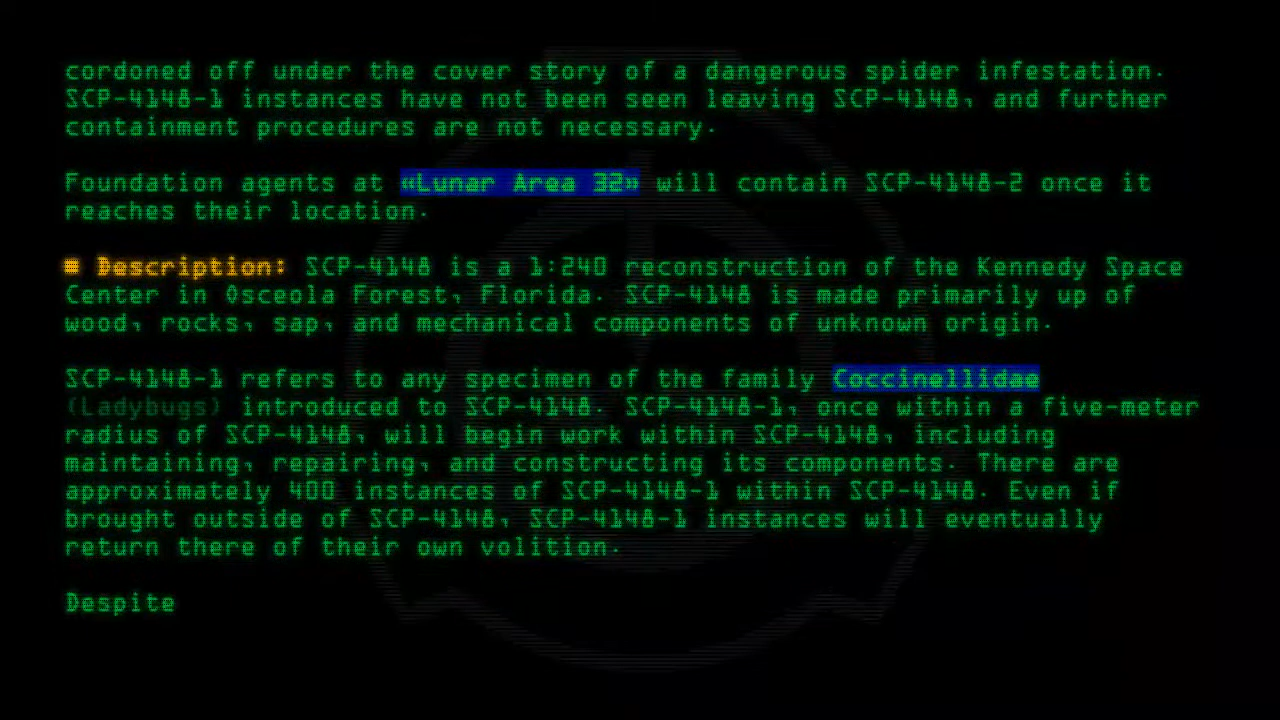 cordoned off under the cover story of a dangerous spider infestation.
SCP-4148-1 instances have not been seen leaving SCP-4148, and further
containment procedures are not necessary.
Foundation agents at «Lunar Area 32» will contain SCP-4148-2 once it
reaches their location.
■ Description: SCP-4148 is a 1:240 reconstruction of the Kennedy Space
Center in Osceola Forest, Florida. SCP-4148 is made primarily up of
wood, rocks, sap, and mechanical components of unknown origin.
SCP-4148-1 refers to any specimen of the family Coccinellidae
(Ladybugs) introduced to SCP-4148. SCP-4148-1, once within a five-meter
radius of SCP-4148, will begin work within SCP-4148, including
maintaining, repairing, and constructing its components. There are
approximately 400 instances of SCP-4148-1 within SCP-4148. Even if
brought outside of SCP-4148, SCP-4148-1 instances will eventually
return there of their own volition.
Despite